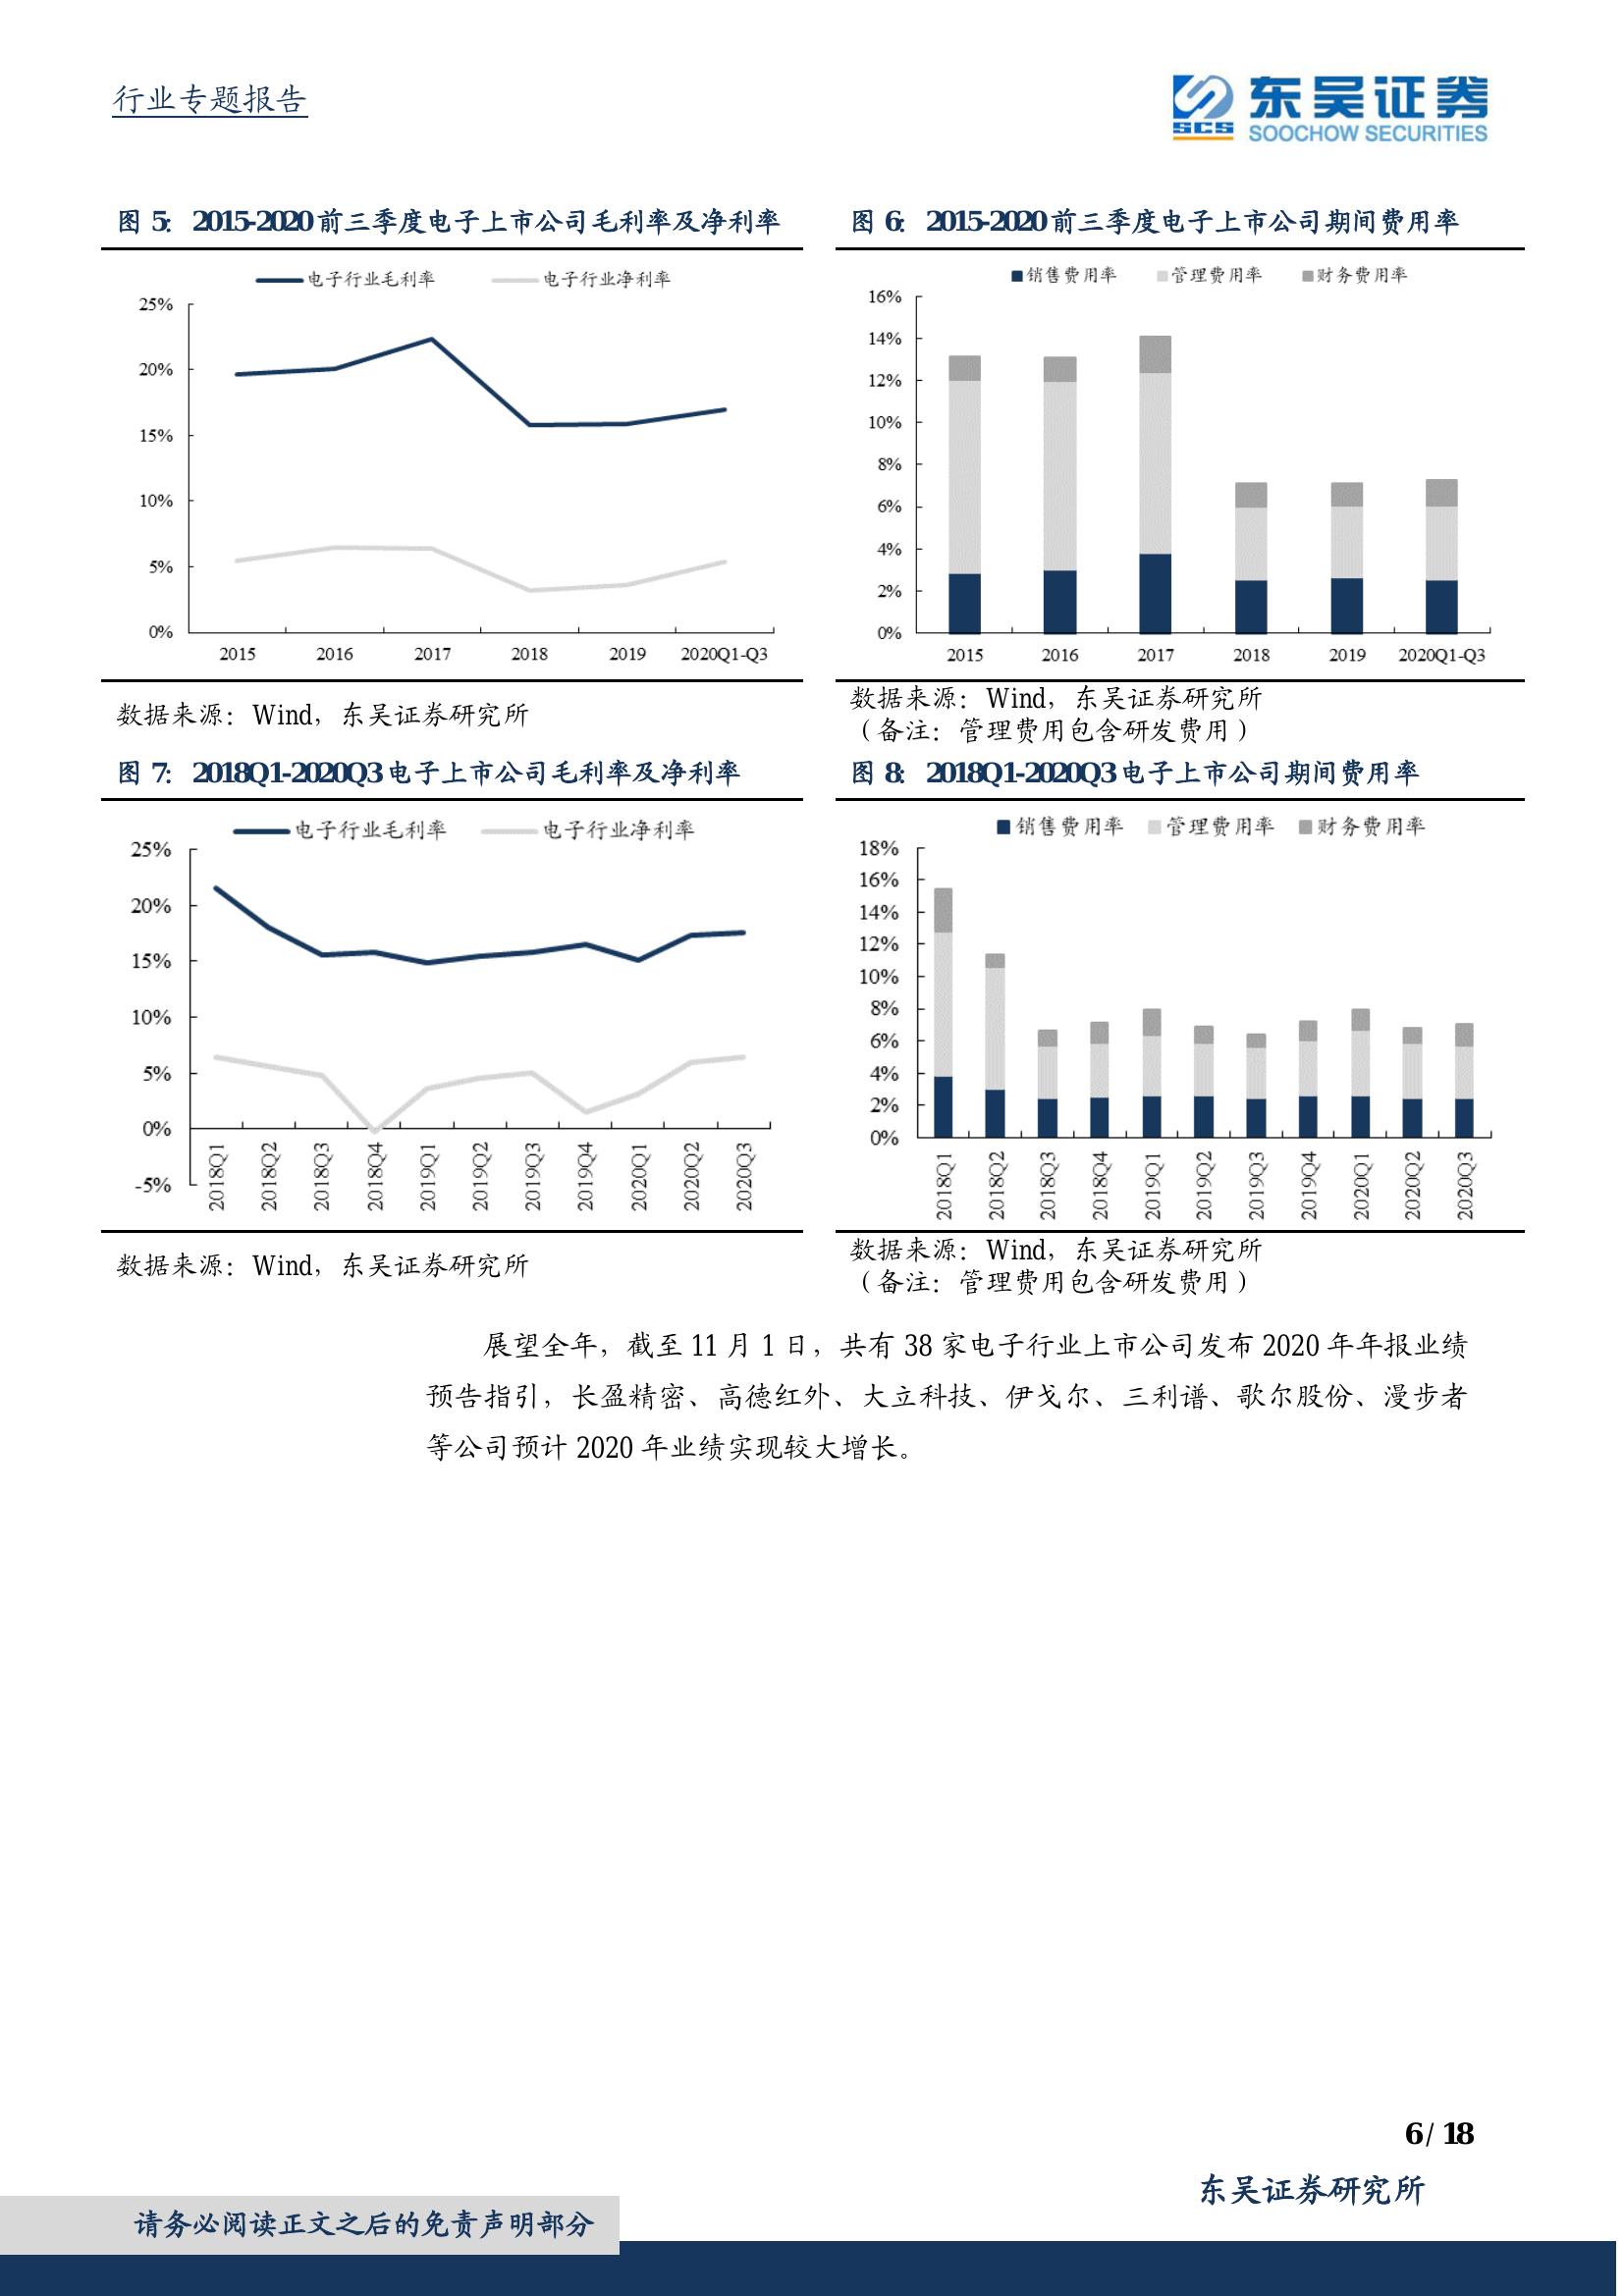 行业专题报告
SCS 东吴证券
SOOCHOW SECURITIES
图 5： 2015-2020 前三季度电子上市公司毛利率及净利率
电子行业毛利率 电子行业净利率
25%
20%
15%
10%
5%
0%
2015 2016 2017 2018 2019 2020Q1-Q3
数据来源：Wind，东吴证券研究所
图 6： 2015-2020 前三季度电子上市公司期间费用率
销售费用率 管理费用率 财务费用率
16%
14%
12%
10%
8%
6%
4%
2%
0%
2015 2016 2017 2018 2019 2020Q1-Q3
数据来源：Wind，东吴证券研究所
（备注：管理费用包含研发费用）
图 7： 2018Q1-2020Q3 电子上市公司毛利率及净利率
电子行业毛利率 电子行业净利率
25%
20%
15%
10%
5%
0%
-5%
2018Q1 2018Q2 2018Q3 2018Q4 2019Q1 2019Q2 2019Q3 2019Q4 2020Q1 2020Q2 2020Q3
数据来源：Wind，东吴证券研究所
图 8： 2018Q1-2020Q3 电子上市公司期间费用率
销售费用率 管理费用率 财务费用率
18%
16%
14%
12%
10%
8%
6%
4%
2%
0%
2018Q1 2018Q2 2018Q3 2018Q4 2019Q1 2019Q2 2019Q3 2019Q4 2020Q1 2020Q2 2020Q3
数据来源：Wind，东吴证券研究所
（备注：管理费用包含研发费用）
展望全年，截至 11 月 1 日，共有 38 家电子行业上市公司发布 2020 年年报业绩
预告指引，长盈精密、高德红外、大立科技、伊戈尔、三利谱、歌尔股份、漫步者
等公司预计 2020 年业绩实现较大增长。
6 / 18
东吴证券研究所
请务必阅读正文之后的免责声明部分